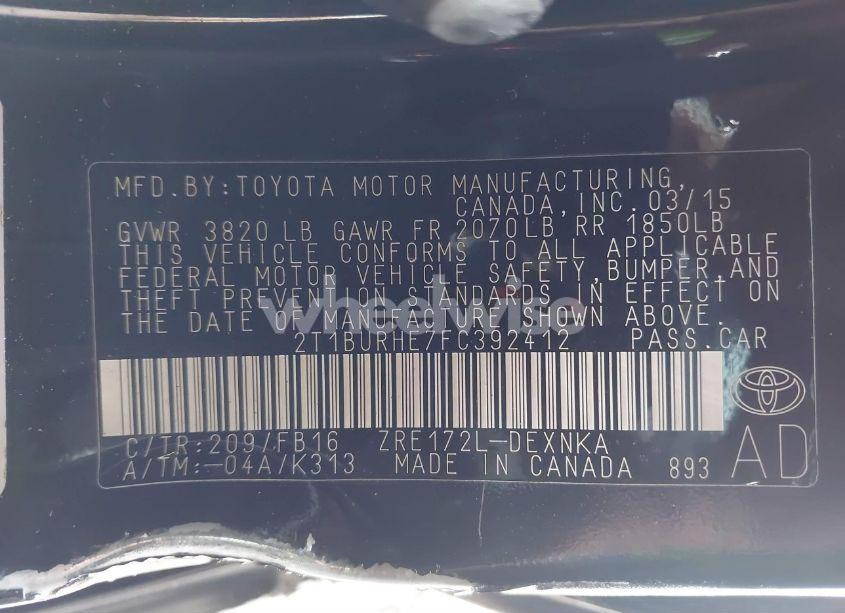 MFD.BY:TOYOTA MOTOR MANUFACTURING,
CANADA,INC.03/15
GVWR 3820 LB GAWR FR 2070LB RR 1850LB
THIS VEHICLE CONFORMS TO ALL APPLICABLE
FEDERAL MOTOR VEHICLE SAFETY,BUMPER,AND
THEFT PREVENTION STANDARDS IN EFFECT ON
THE DATE OF MANUFACTURE SHOWN ABOVE.
wheelwise
2T1BURHE7FC392412 PASS.CAR
C/TR:209/FB16 ZRE172L-DEXNKA
A/TM:-04A/K313 MADE IN CANADA 893 AD